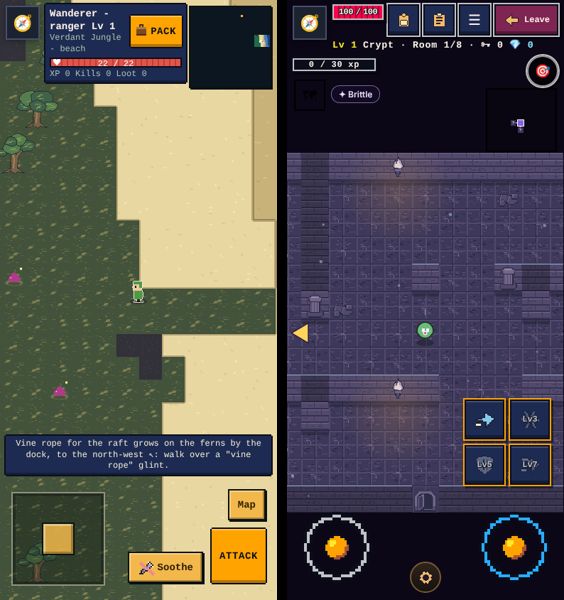 Wanderer -
ranger Lv 1
Verdant Jungle
- beach
22 / 22
XP 0 Kills 0 Loot 0
PACK
Vine rope for the raft grows on the ferns by the
dock, to the north-west ↖: walk over a "vine
rope" glint.
Map
Soothe
ATTACK
100/100
Leave
Lv 1 Crypt · Room 1/8 · 0 0
0 / 30 xp
Brittle
Lv3
Lv5
Lv7